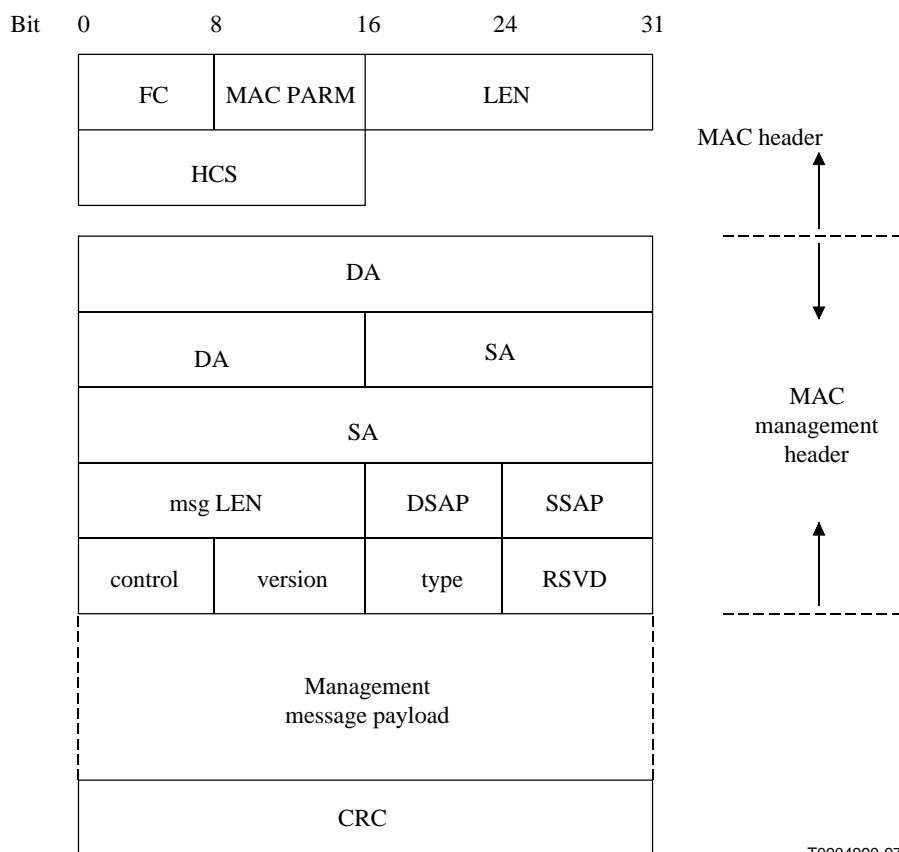 Bit 0 8 16 24 31
FC MAC PARM LEN
MAC header
HCS
DA
DA SA
MAC
management
header
SA
msg LEN DSAP SSAP
control version type RSVD
Management
message payload
CRC